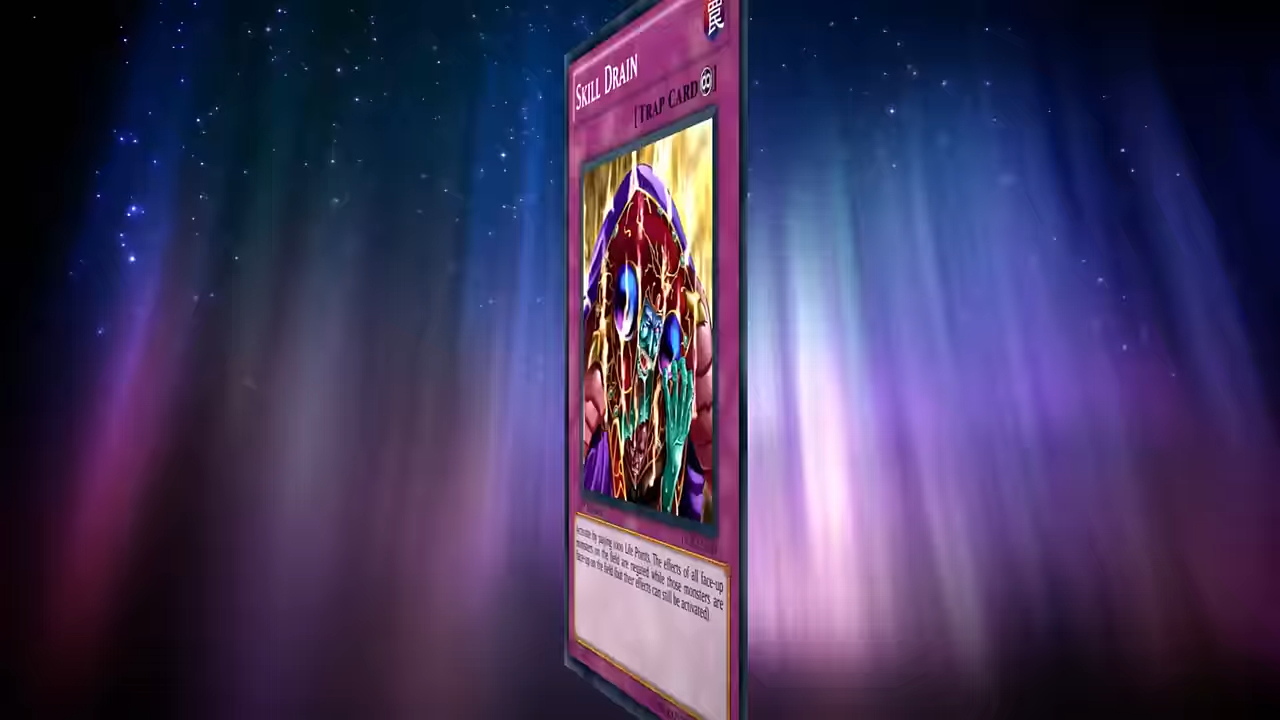 罠
SKILL DRAIN
[TRAP CARD♾]
Activate by paying 1000 Life Points. The effects of all face-up
monsters on the field are negated while those monsters are
face-up on the field (but their effects can still be activated).